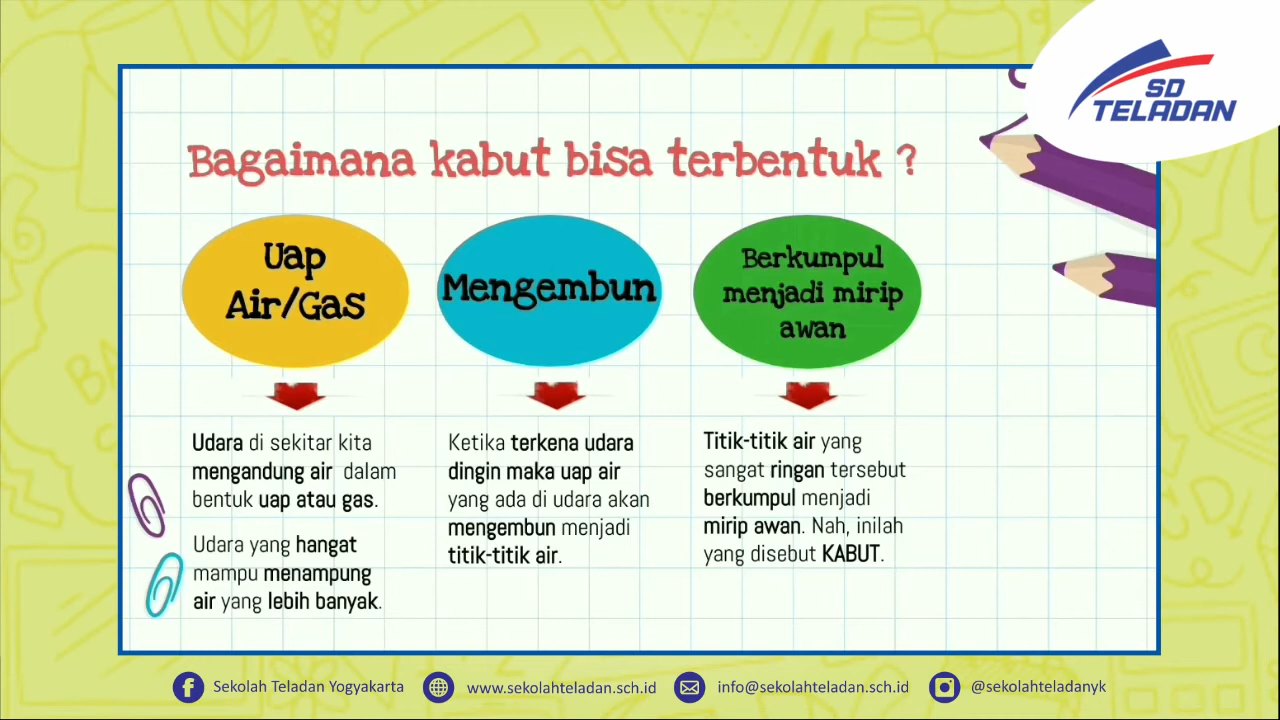 SD
TELADAN
Bagaimana kabut bisa terbentuk ?
Uap
Air/Gas
Mengembun
Berkumpul
menjadi mirip
awan
Udara di sekitar kita
mengandung air dalam
bentuk uap atau gas.
Udara yang hangat
mampu menampung
air yang lebih banyak.
Ketika terkena udara
dingin maka uap air
yang ada di udara akan
mengembun menjadi
titik-titik air.
Titik-titik air yang
sangat ringan tersebut
berkumpul menjadi
mirip awan. Nah, inilah
yang disebut KABUT.
Sekolah Teladan Yogyakarta
www.sekolahteladan.sch.id
info@sekolahteladan.sch.id
@sekolahteladanyk